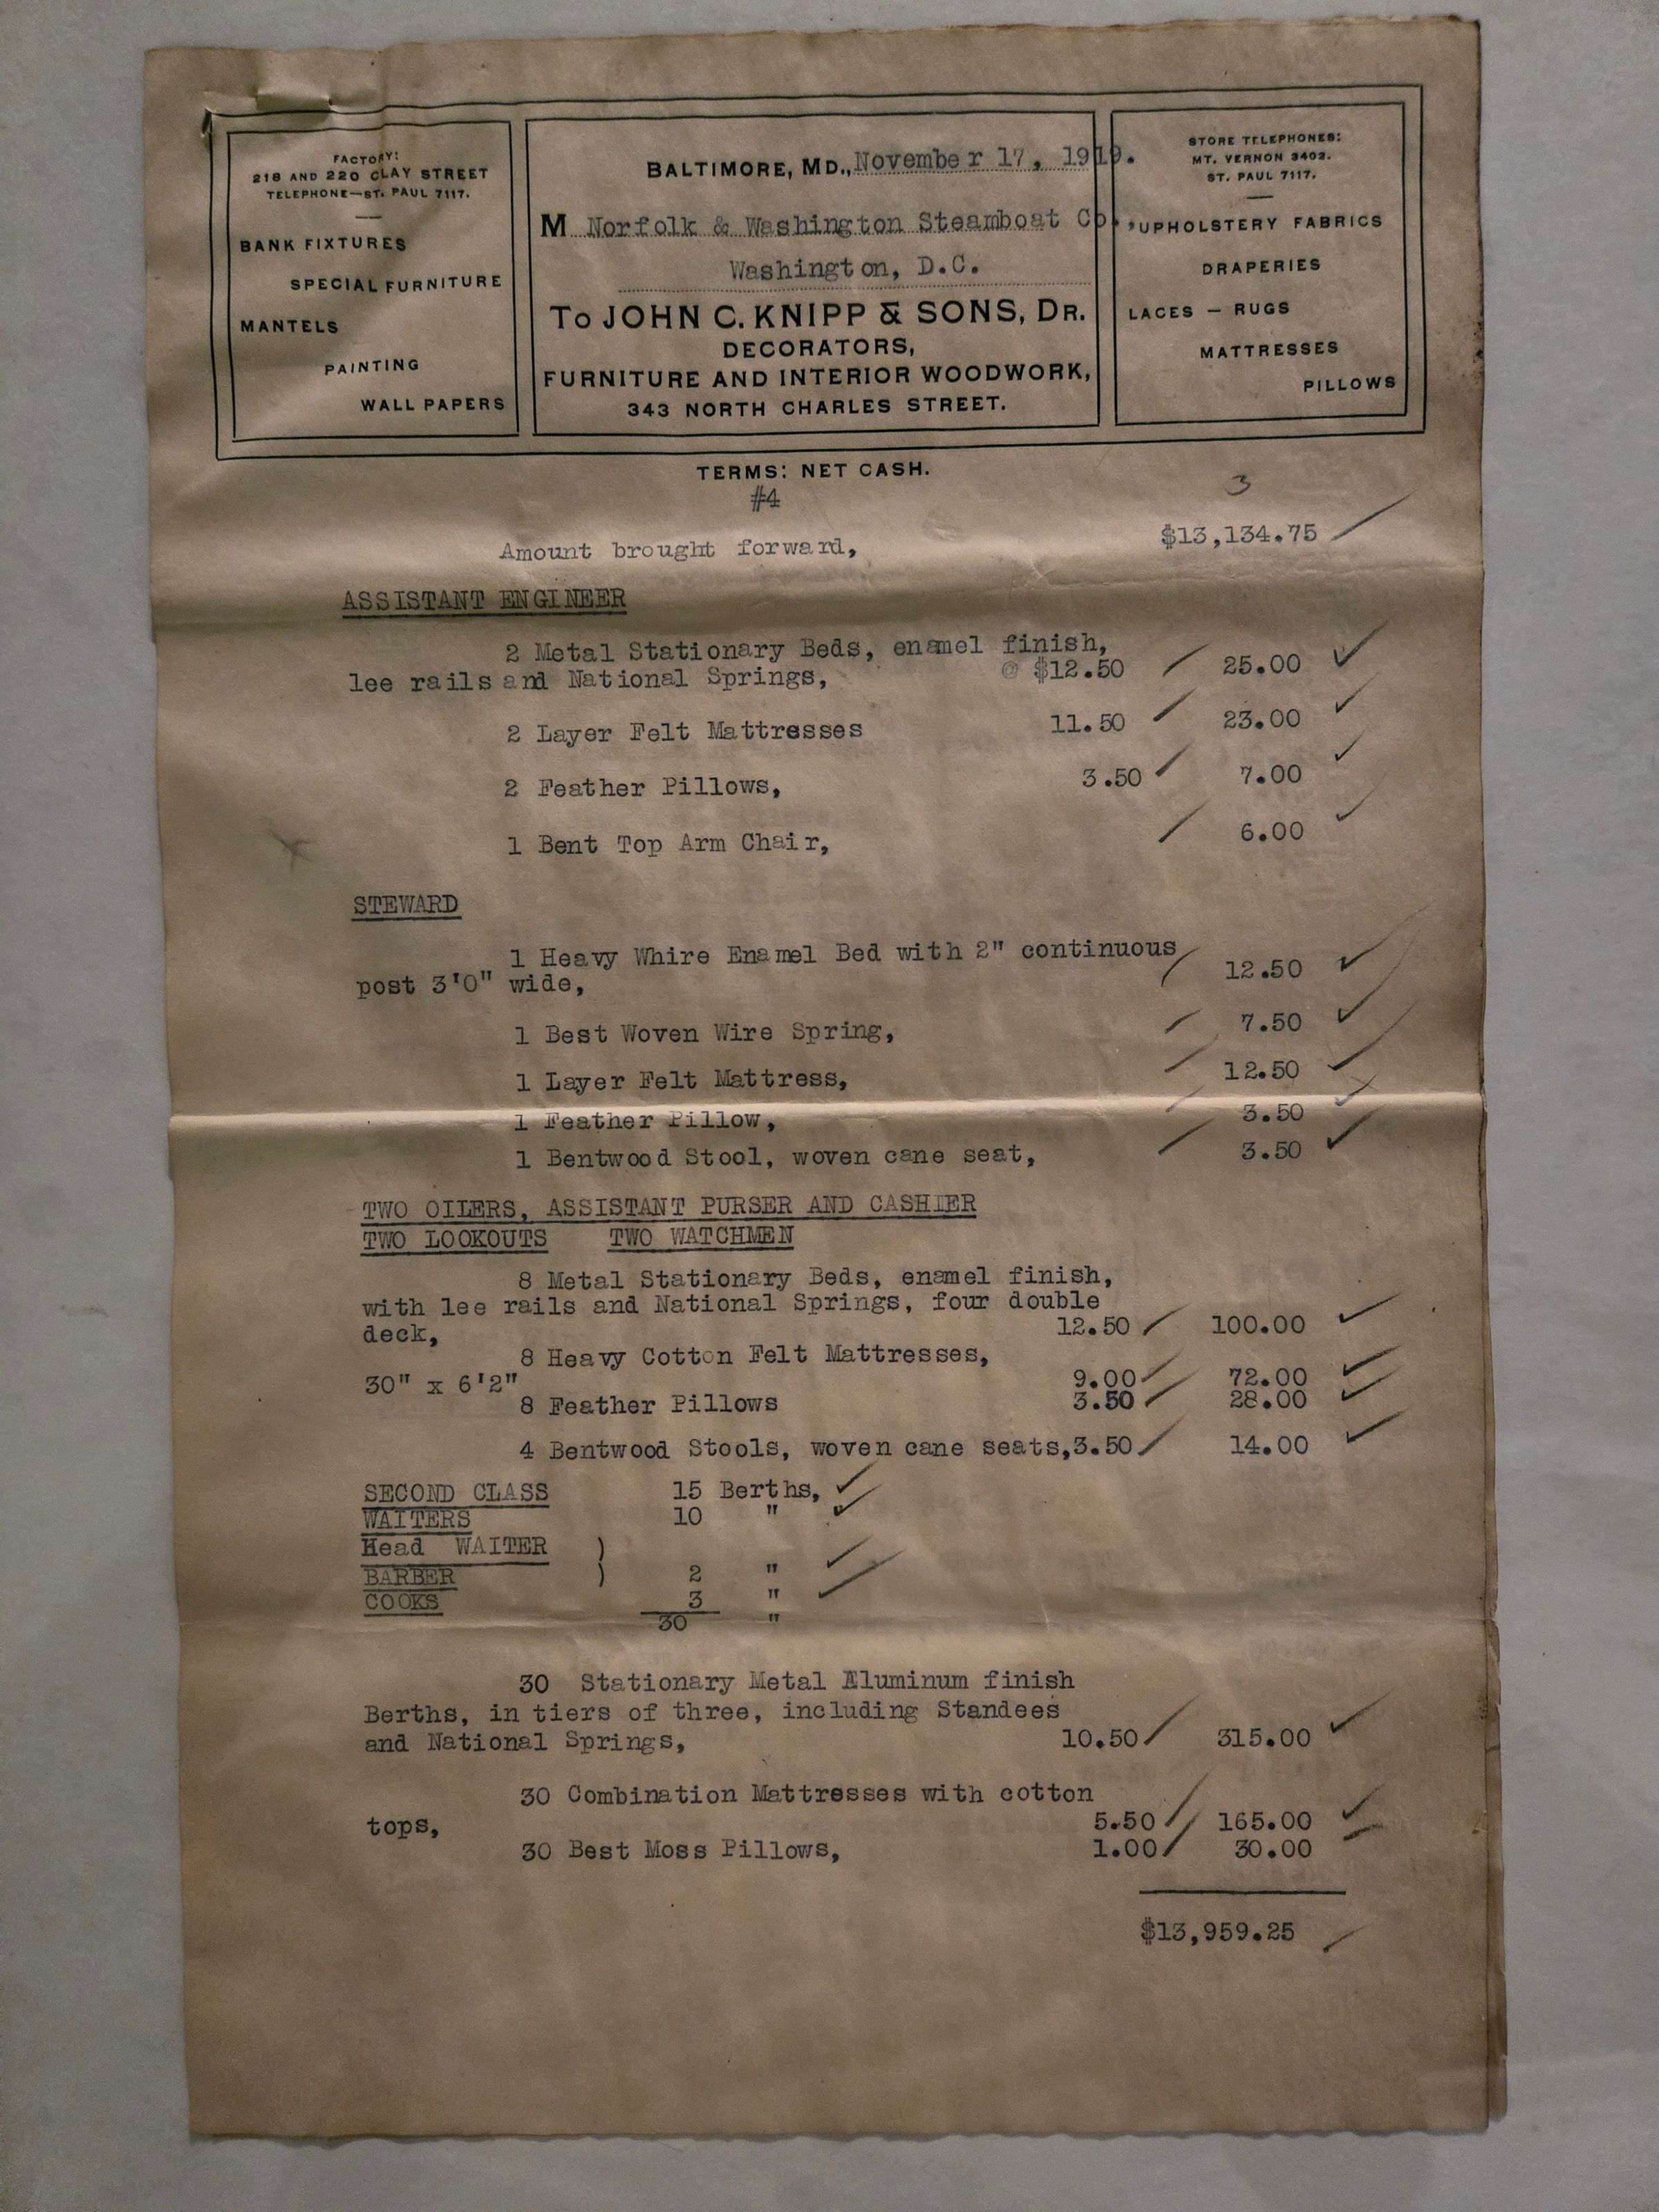 FACTORY:
218 AND 220 CLAY STREET
TELEPHONE—ST. PAUL 7117.
BANK FIXTURES
SPECIAL FURNITURE
MANTELS
PAINTING
WALL PAPERS
BALTIMORE, MD., November 17, 1919.
M Norfolk & Washington Steamboat Co.,
Washington, D.C.
TO JOHN C. KNIPP & SONS, DR.
DECORATORS,
FURNITURE AND INTERIOR WOODWORK,
343 NORTH CHARLES STREET.
STORE TELEPHONES:
MT. VERNON 3402.
ST. PAUL 7117.
UPHOLSTERY FABRICS
DRAPERIES
LACES — RUGS
MATTRESSES
PILLOWS
TERMS: NET CASH.
#4
3
Amount brought forward, $13,134.75
ASSISTANT ENGINEER
2 Metal Stationary Beds, enamel finish,
lee rails and National Springs, @ $12.50 25.00
2 Layer Felt Mattresses 11.50 23.00
2 Feather Pillows, 3.50 7.00
1 Bent Top Arm Chair, 6.00
STEWARD
1 Heavy Whire Enamel Bed with 2" continuous
post 3'0" wide, 12.50
1 Best Woven Wire Spring, 7.50
1 Layer Felt Mattress, 12.50
1 Feather Pillow, 3.50
1 Bentwood Stool, woven cane seat, 3.50
TWO OILERS, ASSISTANT PURSER AND CASHIER
TWO LOOKOUTS TWO WATCHMEN
8 Metal Stationary Beds, enamel finish,
with lee rails and National Springs, four double
deck, 12.50 100.00
8 Heavy Cotton Felt Mattresses,
30" x 6'2" 9.00 72.00
8 Feather Pillows 3.50 28.00
4 Bentwood Stools, woven cane seats, 3.50 14.00
SECOND CLASS 15 Berths,
WAITERS 10 "
Head WAITER )
BARBER ) 2 "
COOKS 3 "
30 "
30 Stationary Metal Aluminum finish
Berths, in tiers of three, including Standees
and National Springs, 10.50 315.00
30 Combination Mattresses with cotton
tops, 5.50 165.00
30 Best Moss Pillows, 1.00 30.00
$13,959.25